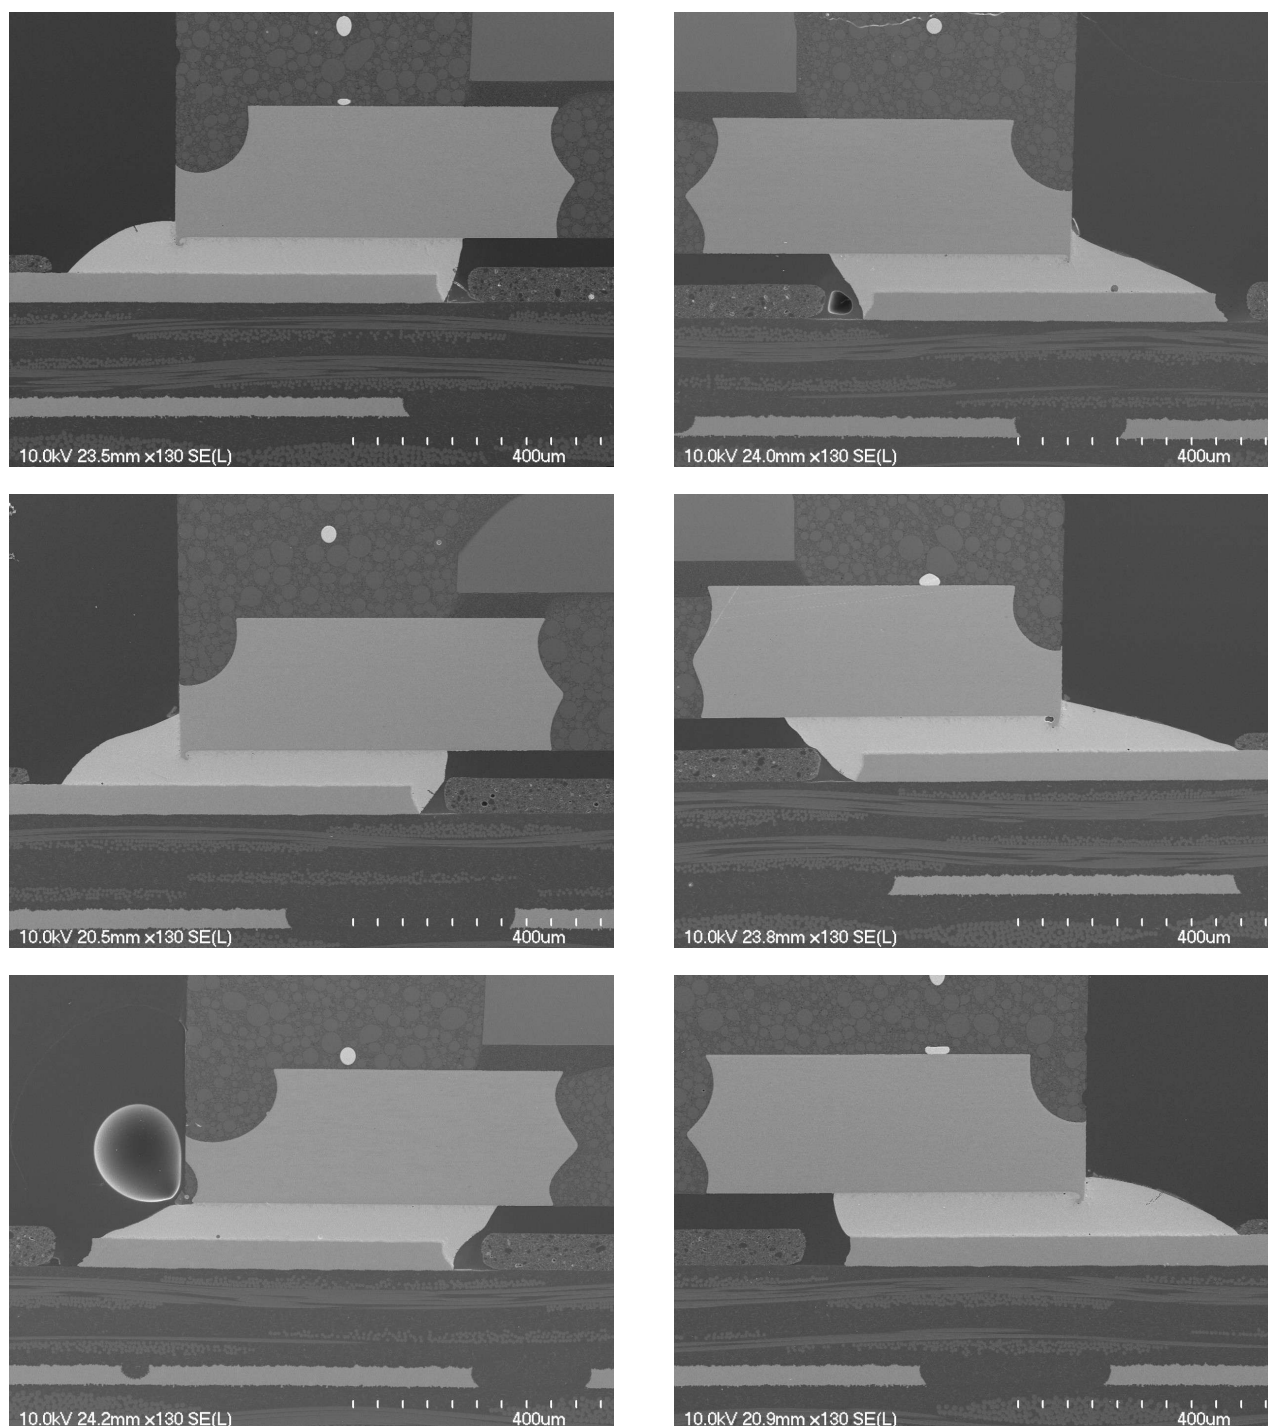 10.0kV 23.5mm x130 SE(L) 400um
10.0kV 24.0mm x130 SE(L) 400um
10.0kV 20.5mm x130 SE(L) 400um
10.0kV 23.8mm x130 SE(L) 400um
10.0kV 24.2mm x130 SE(L) 400um
10.0kV 20.9mm x130 SE(L) 400um